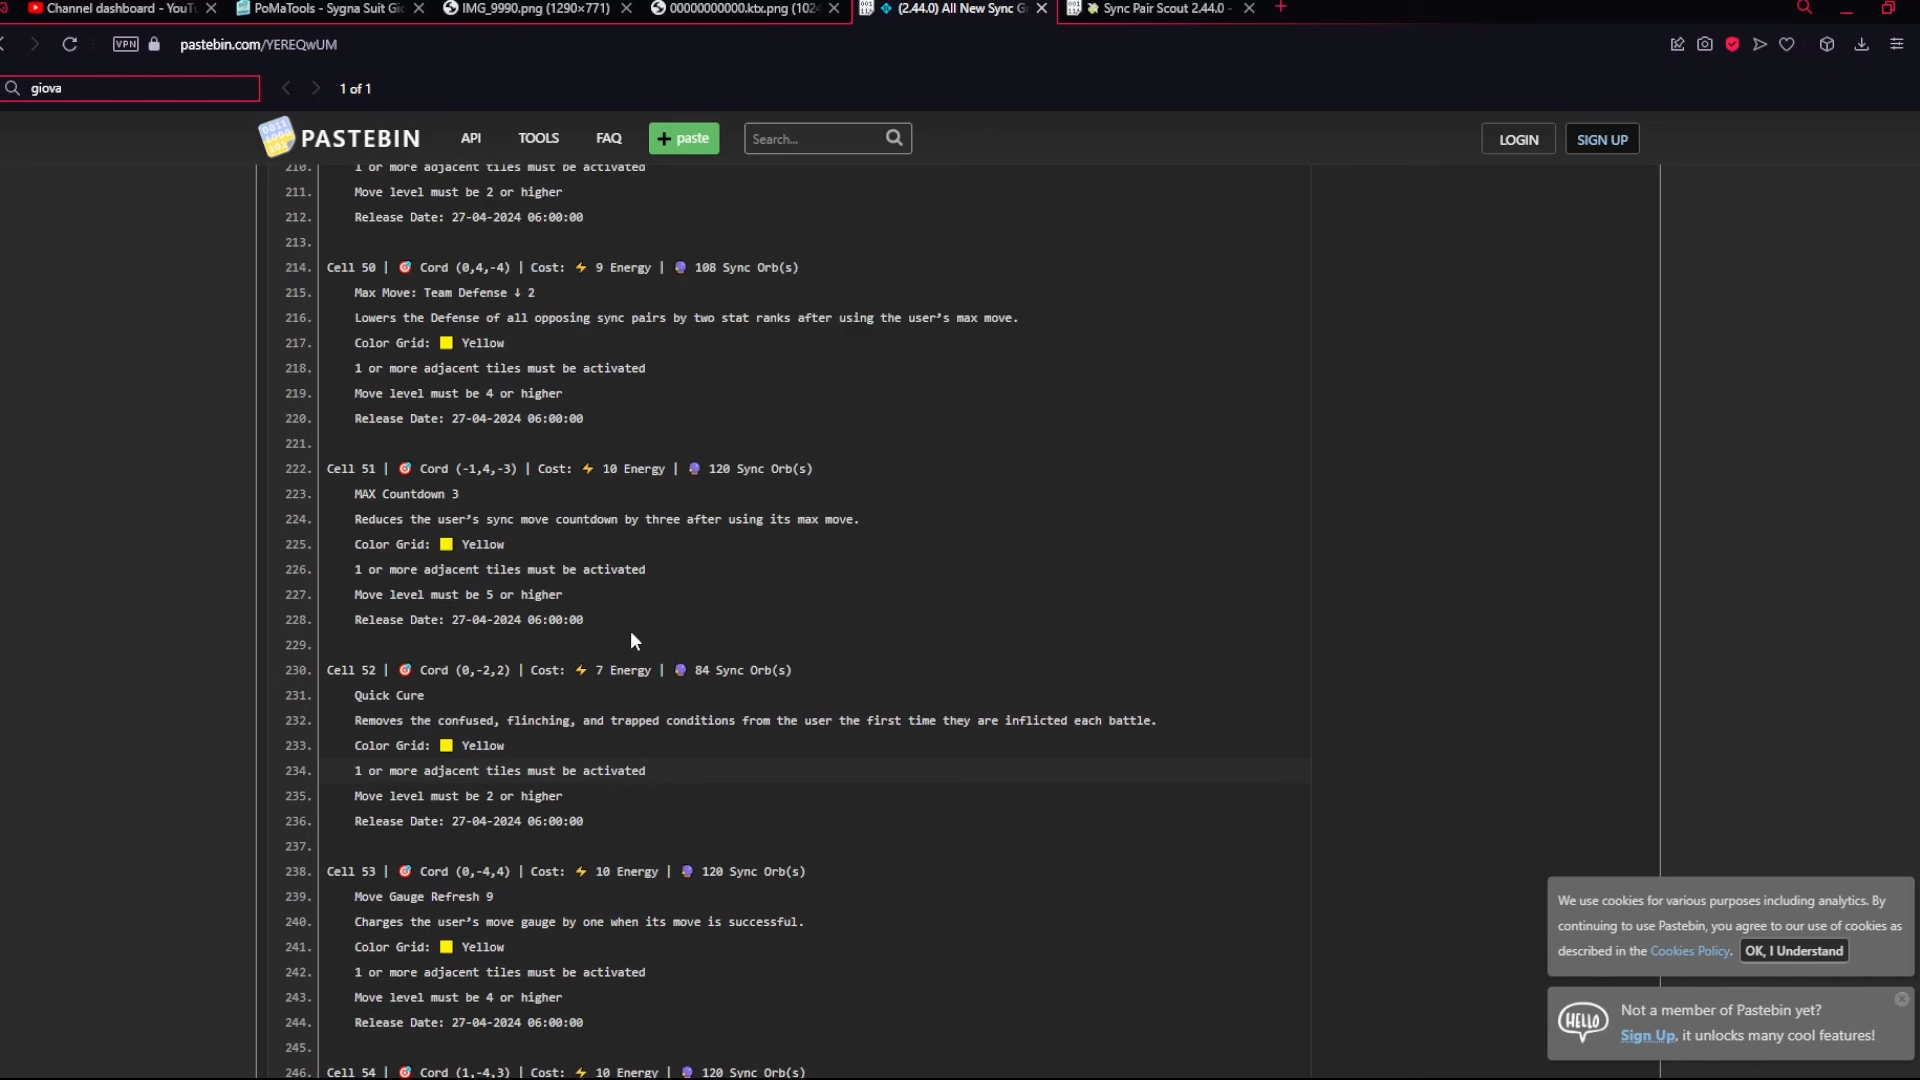 Channel dashboard - YouT
PoMaTools - Sygna Suit Gi
IMG_9990.png (1290×771)
00000000000.ktx.png (102
(2.44.0) All New Sync G
Sync Pair Scout 2.44.0 -
VPN
pastebin.com/YEREQwUM
giova
1 of 1
PASTEBIN
API
TOOLS
FAQ
+ paste
Search...
LOGIN
SIGN UP
210. 1 or more adjacent tiles must be activated
211. Move level must be 2 or higher
212. Release Date: 27-04-2024 06:00:00
213.
214. Cell 50 | 🎯 Cord (0,4,-4) | Cost: ⚡ 9 Energy | 🔮 108 Sync Orb(s)
215. Max Move: Team Defense ↓ 2
216. Lowers the Defense of all opposing sync pairs by two stat ranks after using the user’s max move.
217. Color Grid: 🟨 Yellow
218. 1 or more adjacent tiles must be activated
219. Move level must be 4 or higher
220. Release Date: 27-04-2024 06:00:00
221.
222. Cell 51 | 🎯 Cord (-1,4,-3) | Cost: ⚡ 10 Energy | 🔮 120 Sync Orb(s)
223. MAX Countdown 3
224. Reduces the user’s sync move countdown by three after using its max move.
225. Color Grid: 🟨 Yellow
226. 1 or more adjacent tiles must be activated
227. Move level must be 5 or higher
228. Release Date: 27-04-2024 06:00:00
229.
230. Cell 52 | 🎯 Cord (0,-2,2) | Cost: ⚡ 7 Energy | 🔮 84 Sync Orb(s)
231. Quick Cure
232. Removes the confused, flinching, and trapped conditions from the user the first time they are inflicted each battle.
233. Color Grid: 🟨 Yellow
234. 1 or more adjacent tiles must be activated
235. Move level must be 2 or higher
236. Release Date: 27-04-2024 06:00:00
237.
238. Cell 53 | 🎯 Cord (0,-4,4) | Cost: ⚡ 10 Energy | 🔮 120 Sync Orb(s)
239. Move Gauge Refresh 9
240. Charges the user’s move gauge by one when its move is successful.
241. Color Grid: 🟨 Yellow
242. 1 or more adjacent tiles must be activated
243. Move level must be 4 or higher
244. Release Date: 27-04-2024 06:00:00
245.
246. Cell 54 | 🎯 Cord (1,-4,3) | Cost: ⚡ 10 Energy | 🔮 120 Sync Orb(s)
We use cookies for various purposes including analytics. By
continuing to use Pastebin, you agree to our use of cookies as
described in the Cookies Policy. OK, I Understand
HELLO
Not a member of Pastebin yet?
Sign Up, it unlocks many cool features!